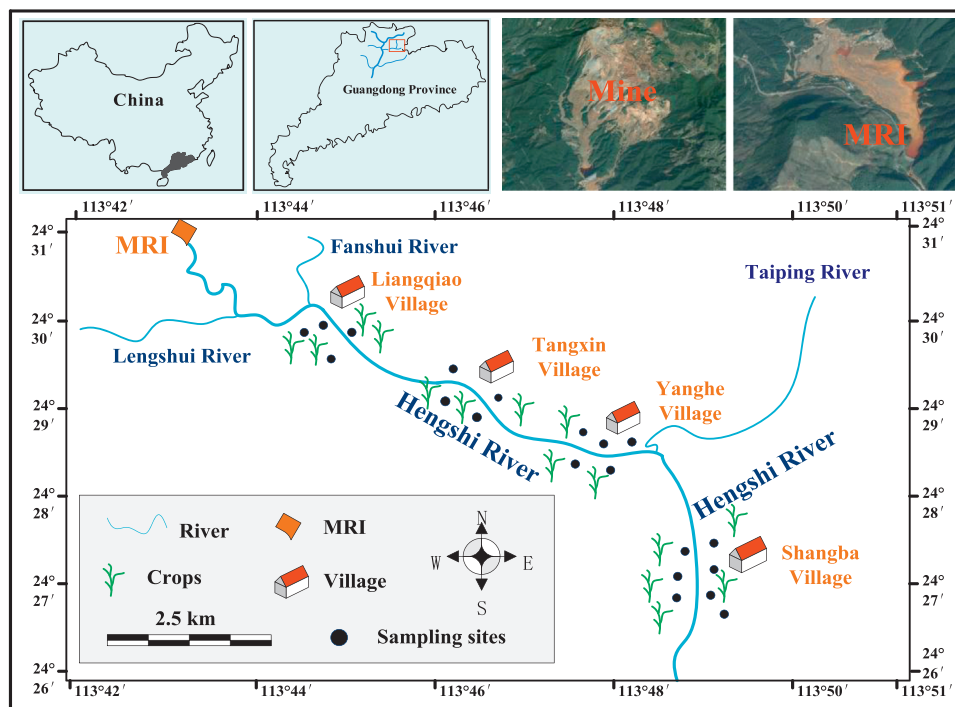 China
Guangdong Province
Mine
MRI
113°42′
113°44′
113°46′
113°48′
113°50′
113°51′
24°
31′
24°
31′
MRI
Fanshui River
Taiping River
Liangqiao
Village
24°
30′
24°
30′
Lengshui River
Tangxin
Village
Yanghe
Village
24°
29′
24°
29′
Hengshi River
Hengshi River
24°
28′
24°
28′
River
MRI
N
W
E
S
Crops
Village
Shangba
Village
24°
27′
24°
27′
2.5 km
Sampling sites
24°
26′
24°
26′
113°42′
113°44′
113°46′
113°48′
113°50′
113°51′